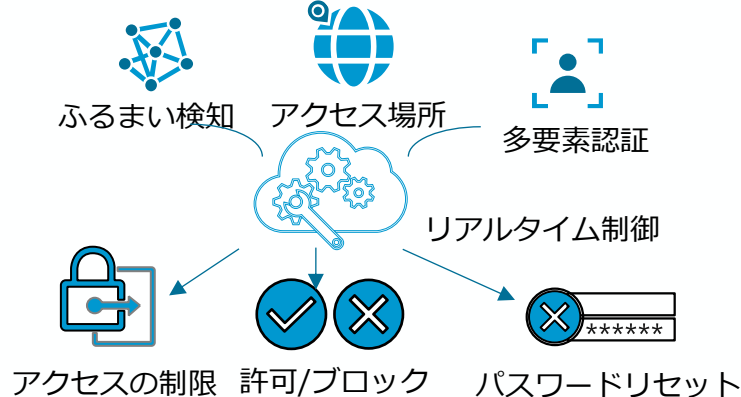 ふるまい検知
アクセス場所
多要素認証
リアルタイム制御
******
アクセスの制限
許可/ブロック
パスワードリセット